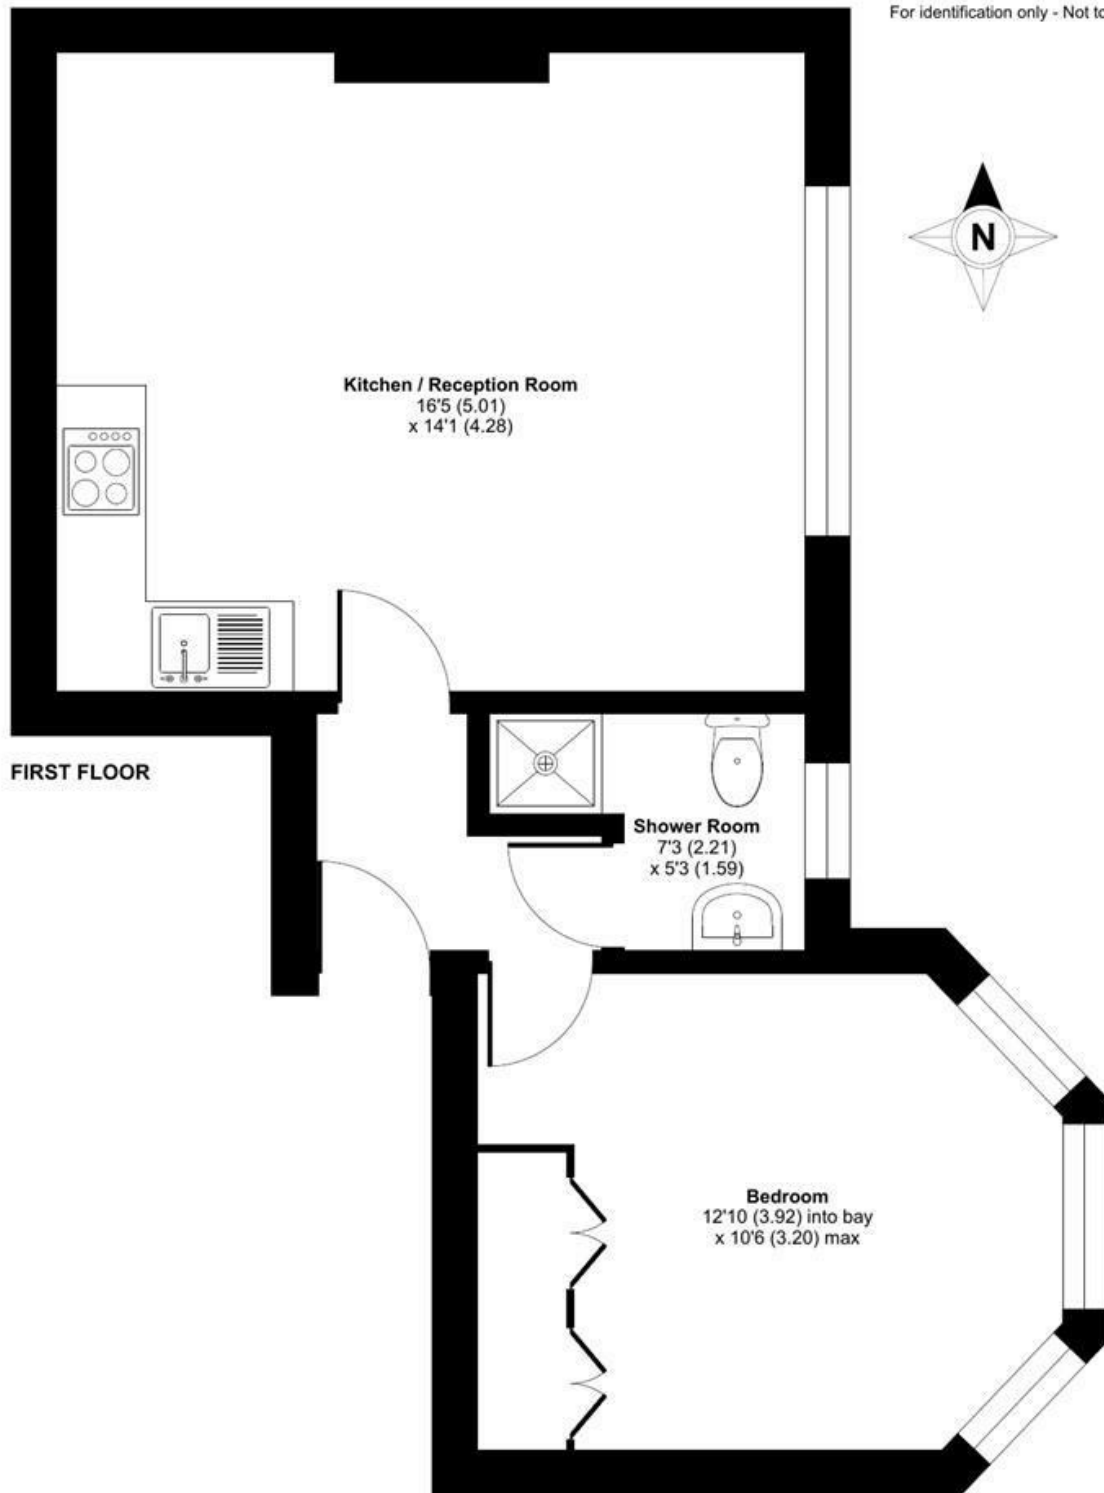 For identification only - Not to
N
Kitchen / Reception Room
16'5 (5.01)
x 14'1 (4.28)
FIRST FLOOR
Shower Room
7'3 (2.21)
x 5'3 (1.59)
Bedroom
12'10 (3.92) into bay
x 10'6 (3.20) max